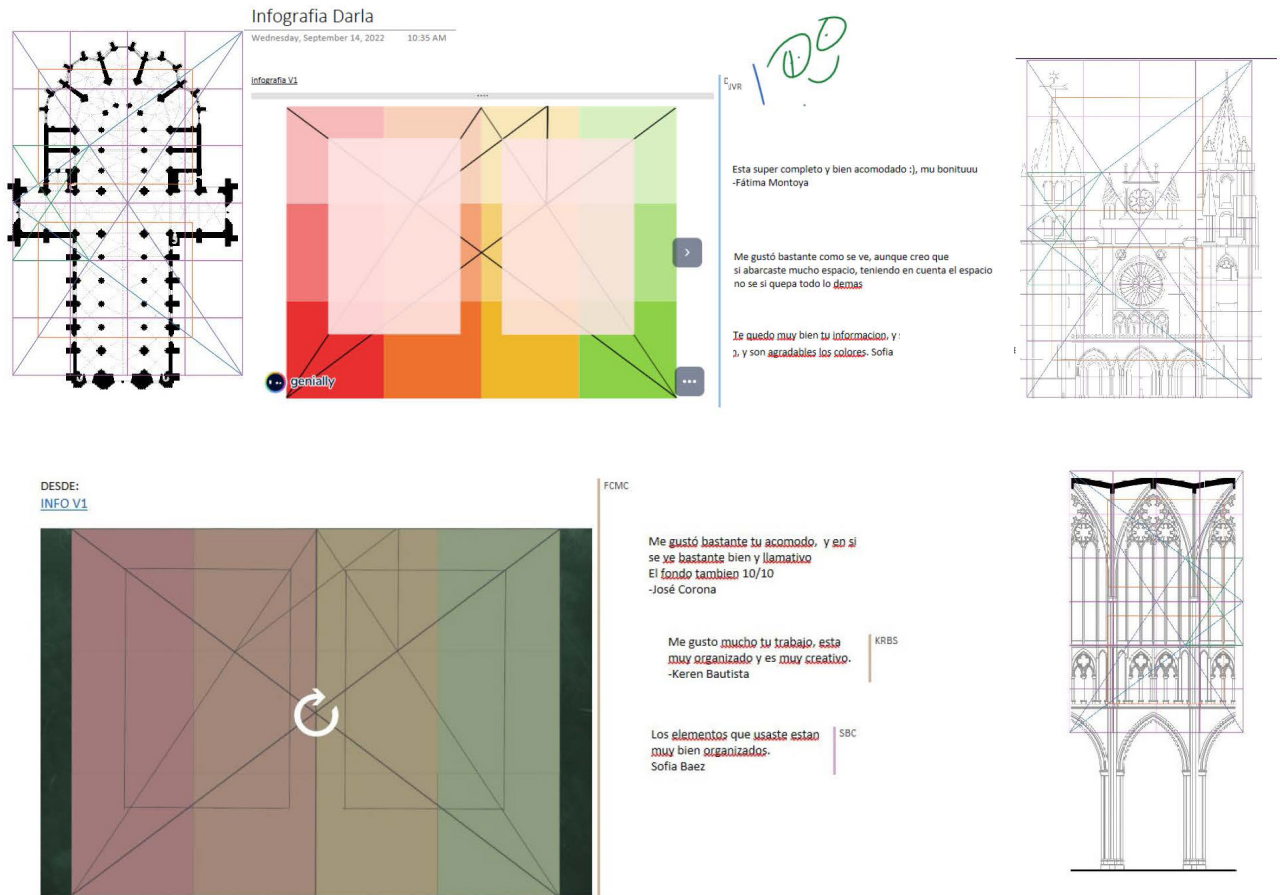 Infografia Darla
Wednesday, September 14, 2022 10:35 AM
infografia V1
JVR
Esta super completo y bien acomodado :), mu bonituuu
-Fátima Montoya
Me gustó bastante como se ve, aunque creo que
si abarcaste mucho espacio, teniendo en cuenta el espacio
no se si quepa todo lo demas
Te quedo muy bien tu informacion, y
, y son agradables los colores. Sofia
genially
DESDE:
INFO V1
FCMC
Me gustó bastante tu acomodo, y en si
se ve bastante bien y llamativo
El fondo tambien 10/10
-José Corona
Me gusto mucho tu trabajo, esta
muy organizado y es muy creativo.
-Keren Bautista
KRBS
Los elementos que usaste estan
muy bien organizados.
Sofia Baez
SBC